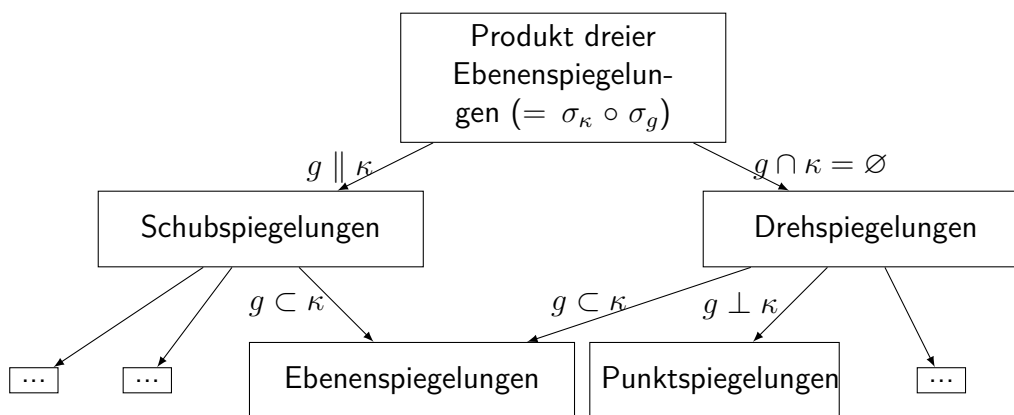 Produkt dreier
Ebenenspiegelun-
gen (= σ_κ ∘ σ_g)
g ∥ κ
g ∩ κ = ∅
Schubspiegelungen
Drehspiegelungen
g ⊂ κ
g ⊂ κ
g ⊥ κ
...
...
Ebenenspiegelungen
Punktspiegelungen
...